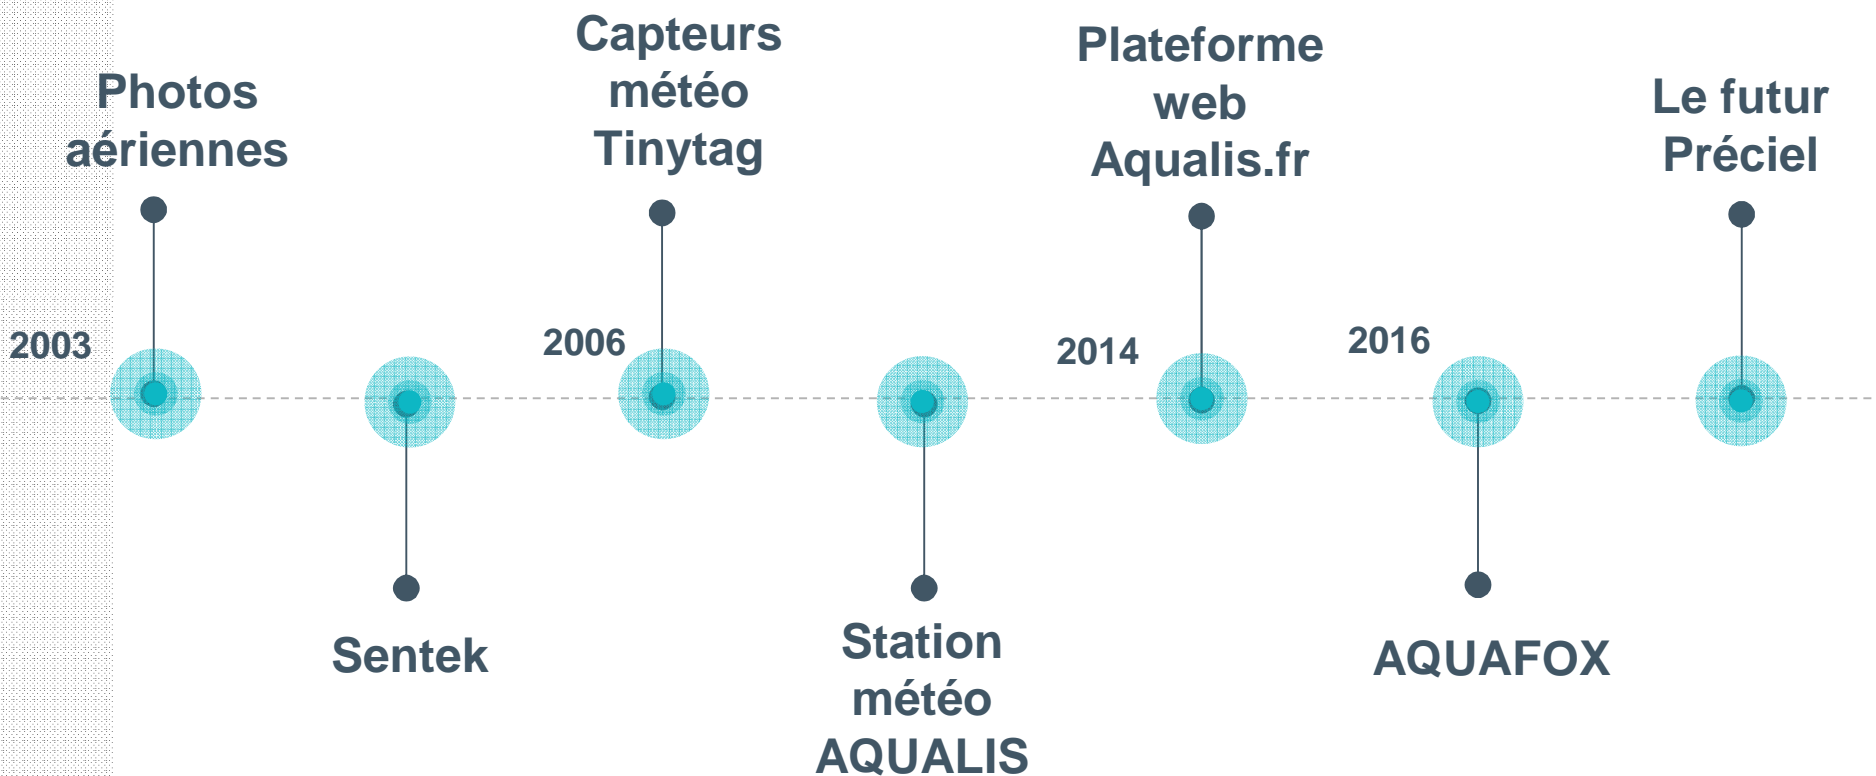 2003
Photos
aériennes
Sentek
2006
Capteurs
météo
Tinytag
Station
météo
AQUALIS
2014
Plateforme
web
Aqualis.fr
2016
AQUAFOX
Le futur
Préciel